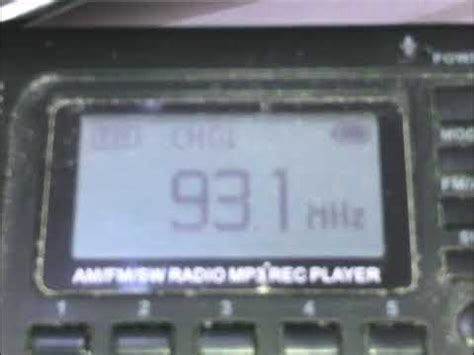 CH01
93.1 MHz
AM/FM/SW RADIO MP3 REC PLAYER
1 2 3 4 5